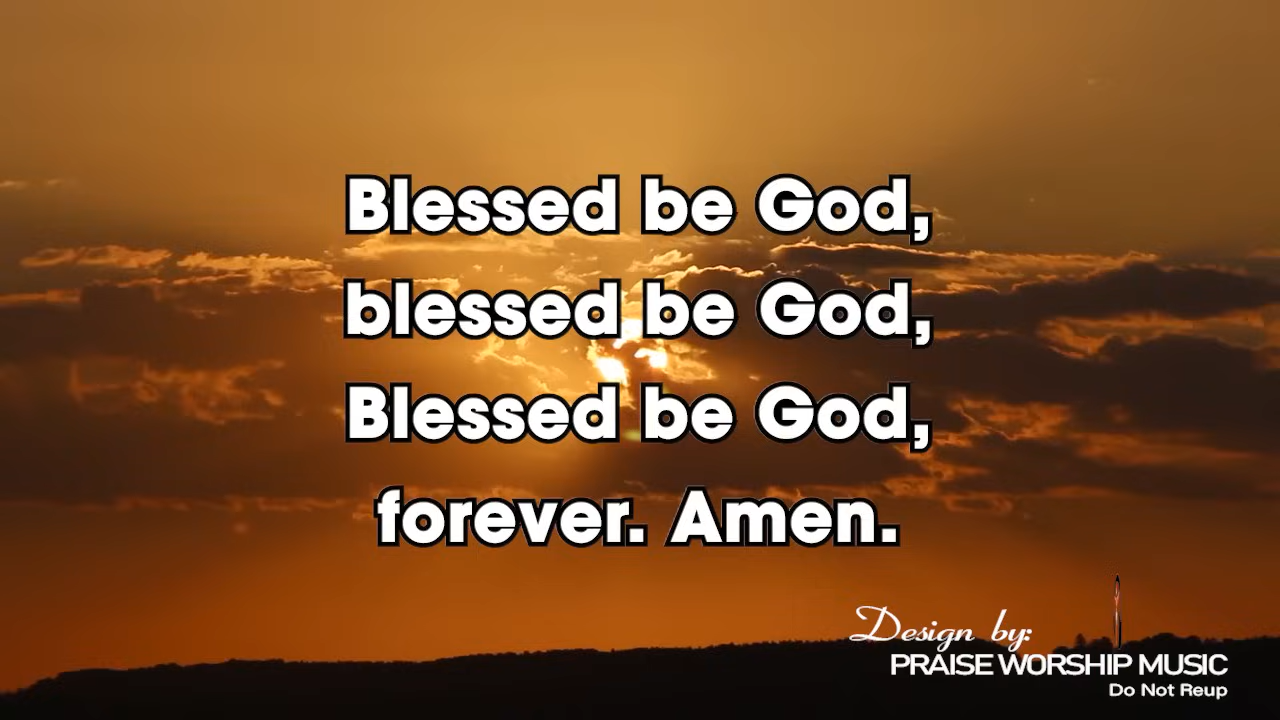 Blessed be God,
blessed be God,
Blessed be God,
forever. Amen.
Design by:
PRAISE WORSHIP MUSIC
Do Not Reup